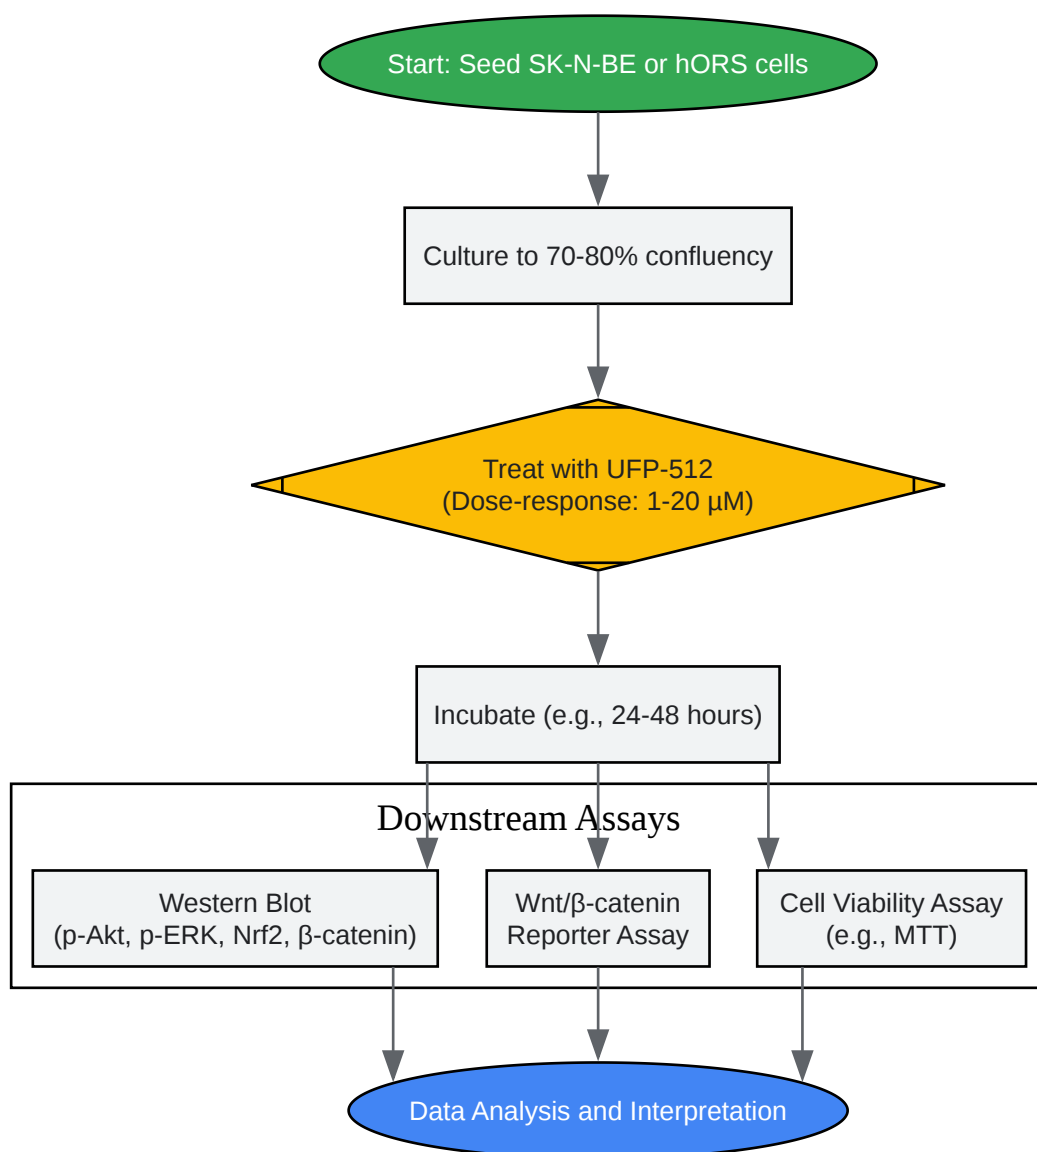 Start: Seed SK-N-BE or hORS cells
Culture to 70-80% confluency
Treat with UFP-512
(Dose-response: 1-20 µM)
Incubate (e.g., 24-48 hours)
Downstream Assays
Western Blot
(p-Akt, p-ERK, Nrf2, β-catenin)
Wnt/β-catenin
Reporter Assay
Cell Viability Assay
(e.g., MTT)
Data Analysis and Interpretation